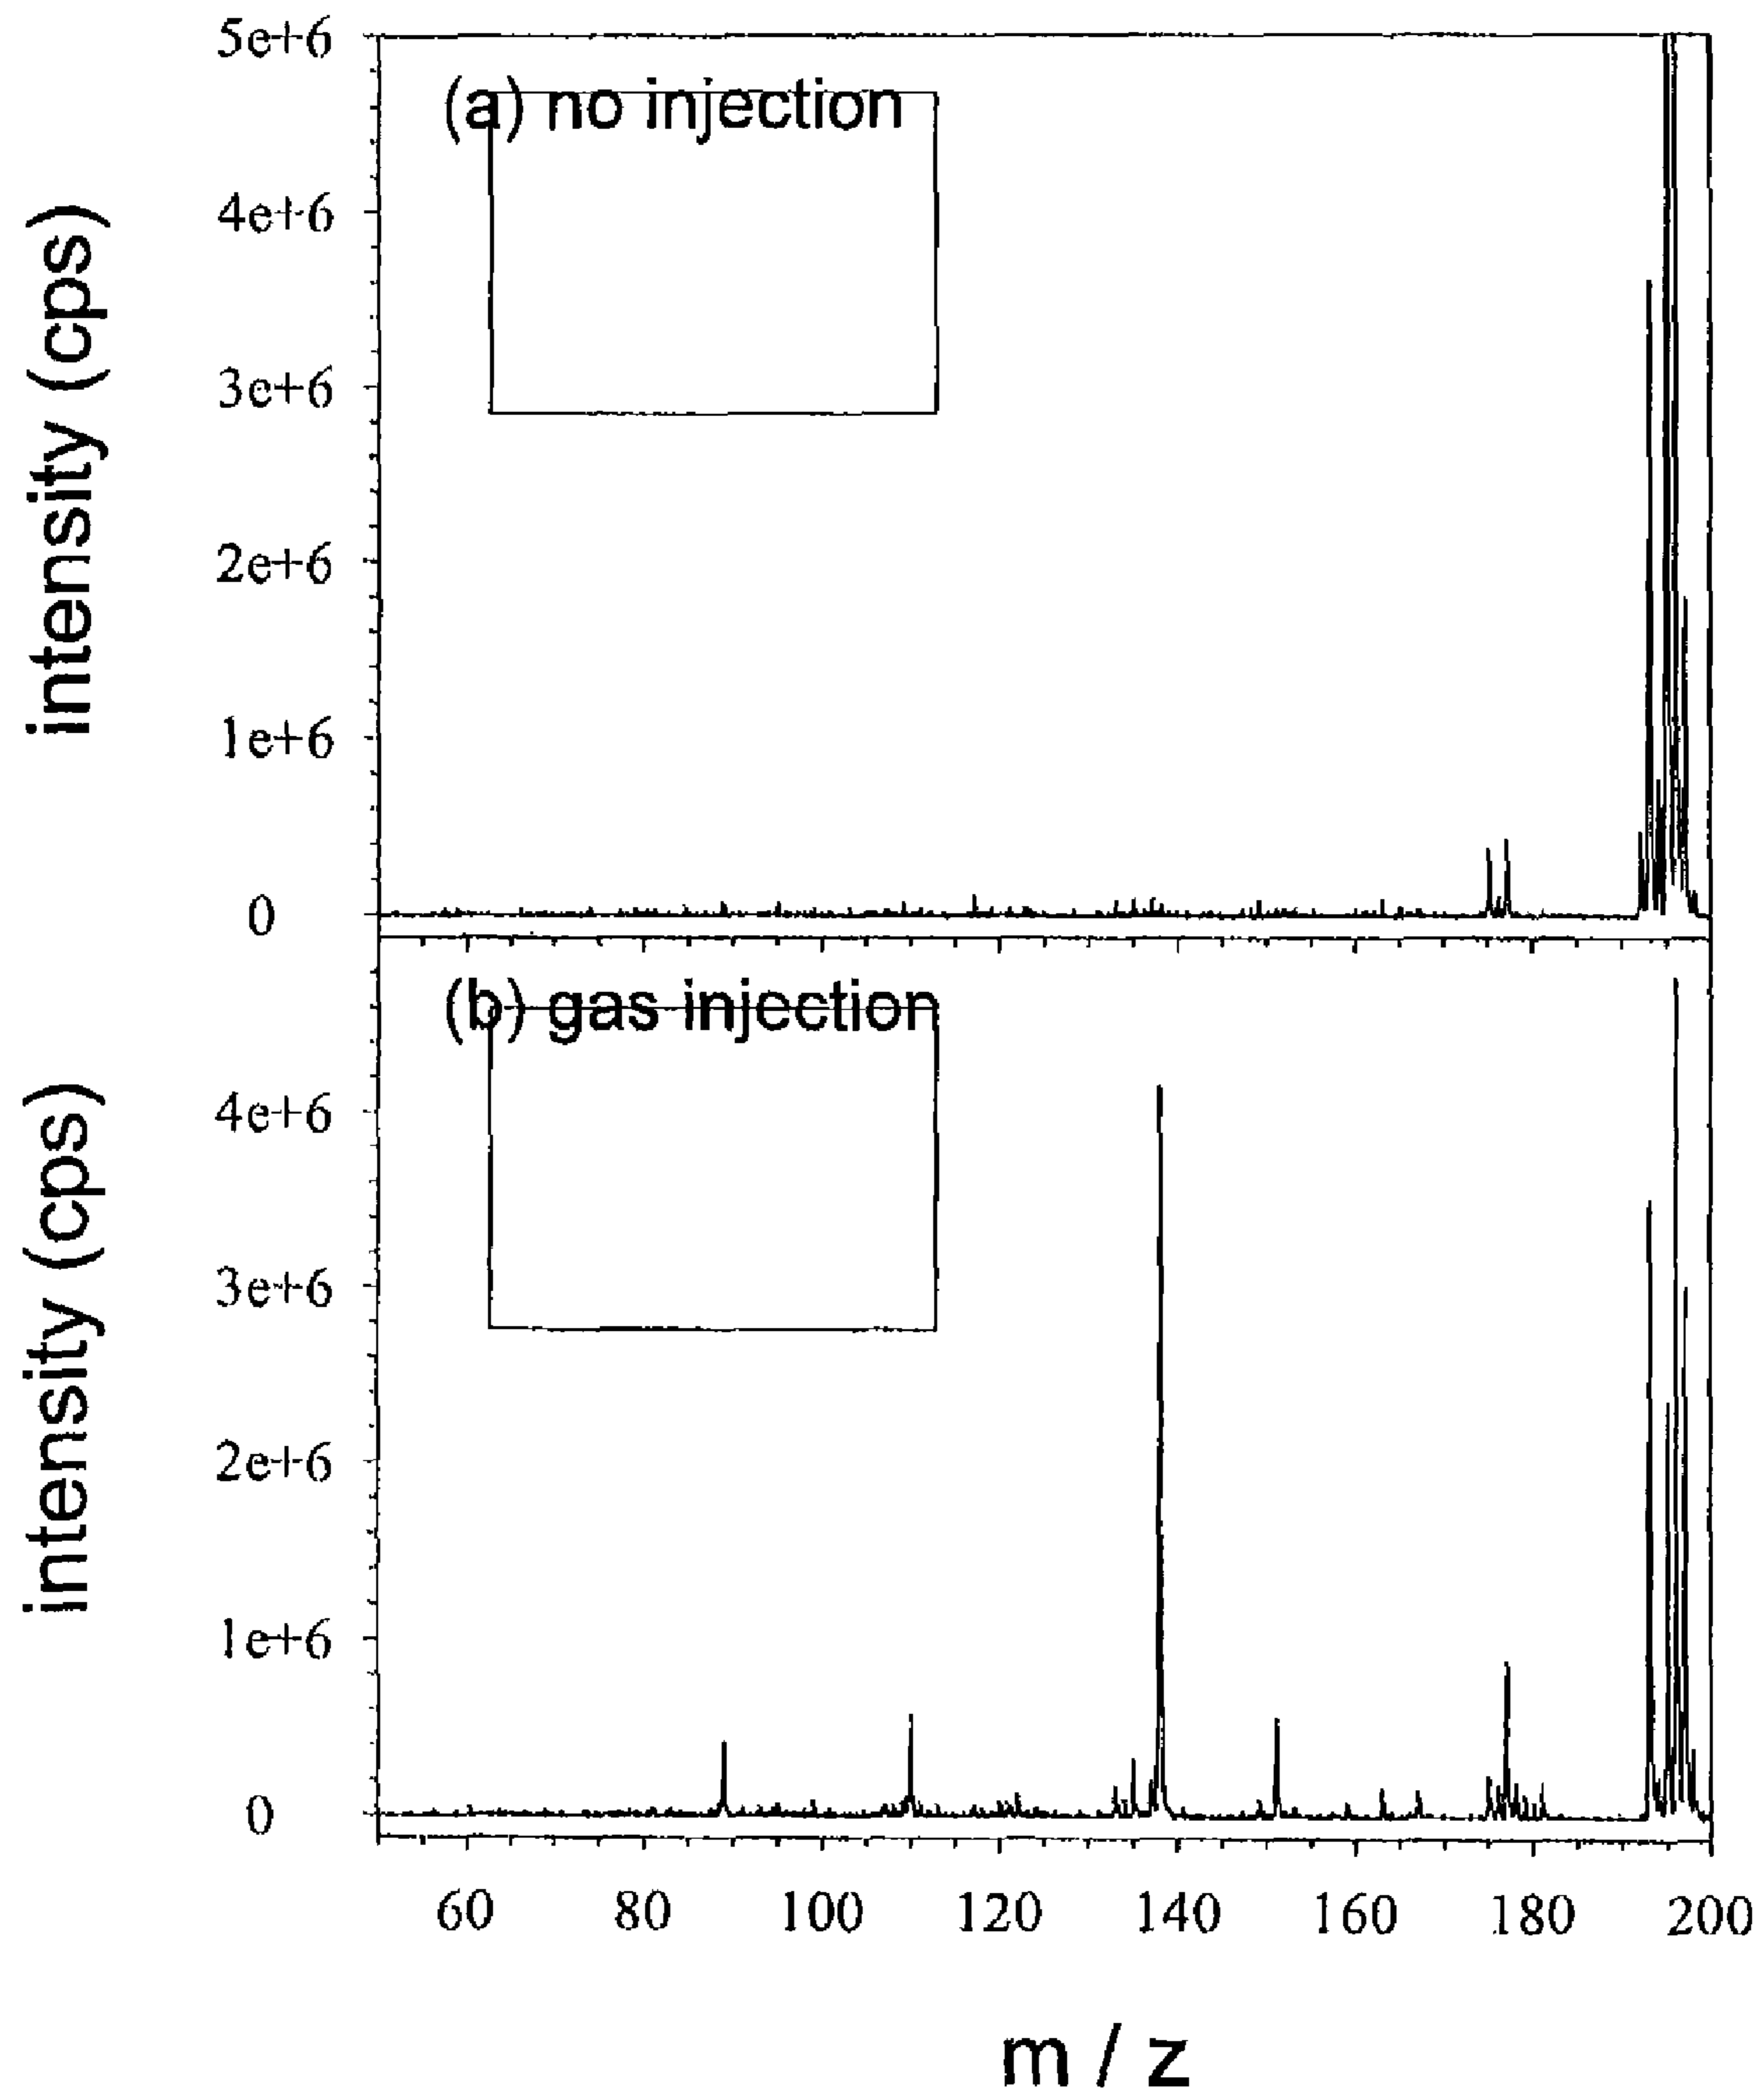 5e+6
(a) no injection
4e+6
3e+6
2e+6
1e+6
0
intensity (cps)
(b) gas injection
4e+6
3e+6
2e+6
1e+6
0
intensity (cps)
60 80 100 120 140 160 180 200
m / z